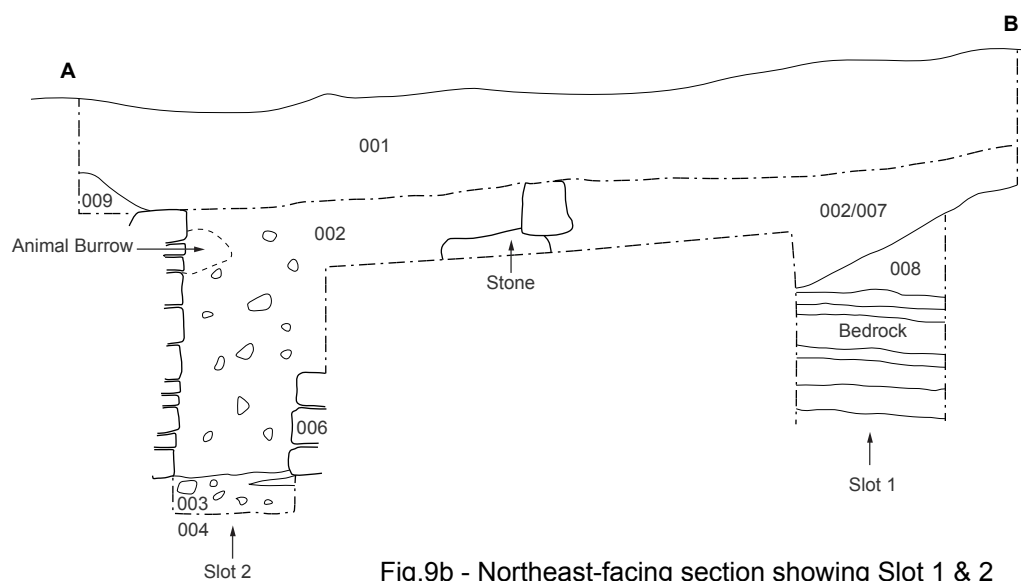 B
A
001
009
002
002/007
Animal Burrow
008
Stone
Bedrock
006
Slot 1
003
004
Slot 2
Fig.9b - Northeast-facing section showing Slot 1 & 2